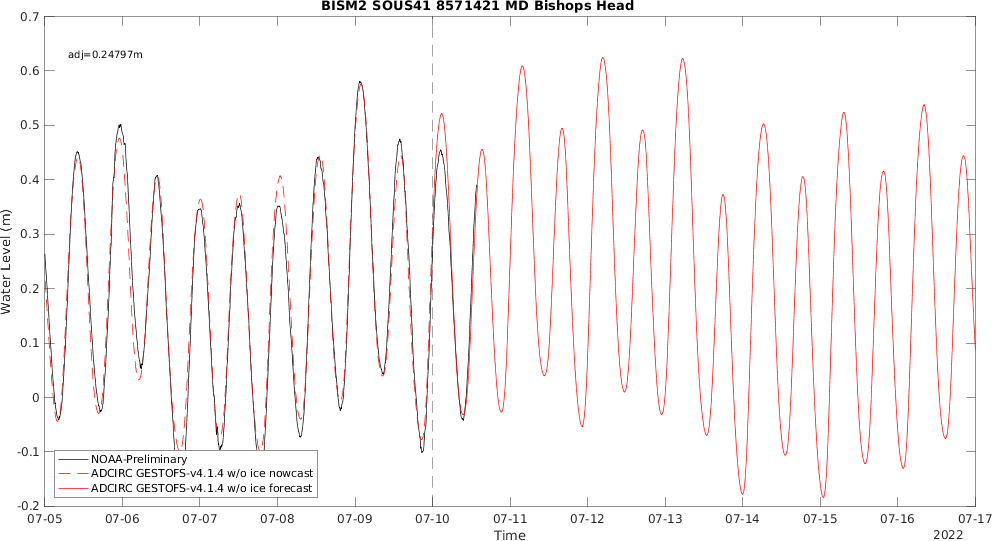 BISM2 SOUS41 8571421 MD Bishops Head
adj=0.24797m
0.7
0.6
0.5
0.4
0.3
0.2
0.1
0
-0.1
-0.2
Water Level (m)
NOAA-Preliminary
ADCIRC GESTOFS-v4.1.4 w/o ice nowcast
ADCIRC GESTOFS-v4.1.4 w/o ice forecast
07-05 07-06 07-07 07-08 07-09 07-10 07-11 07-12 07-13 07-14 07-15 07-16 07-17
Time
2022